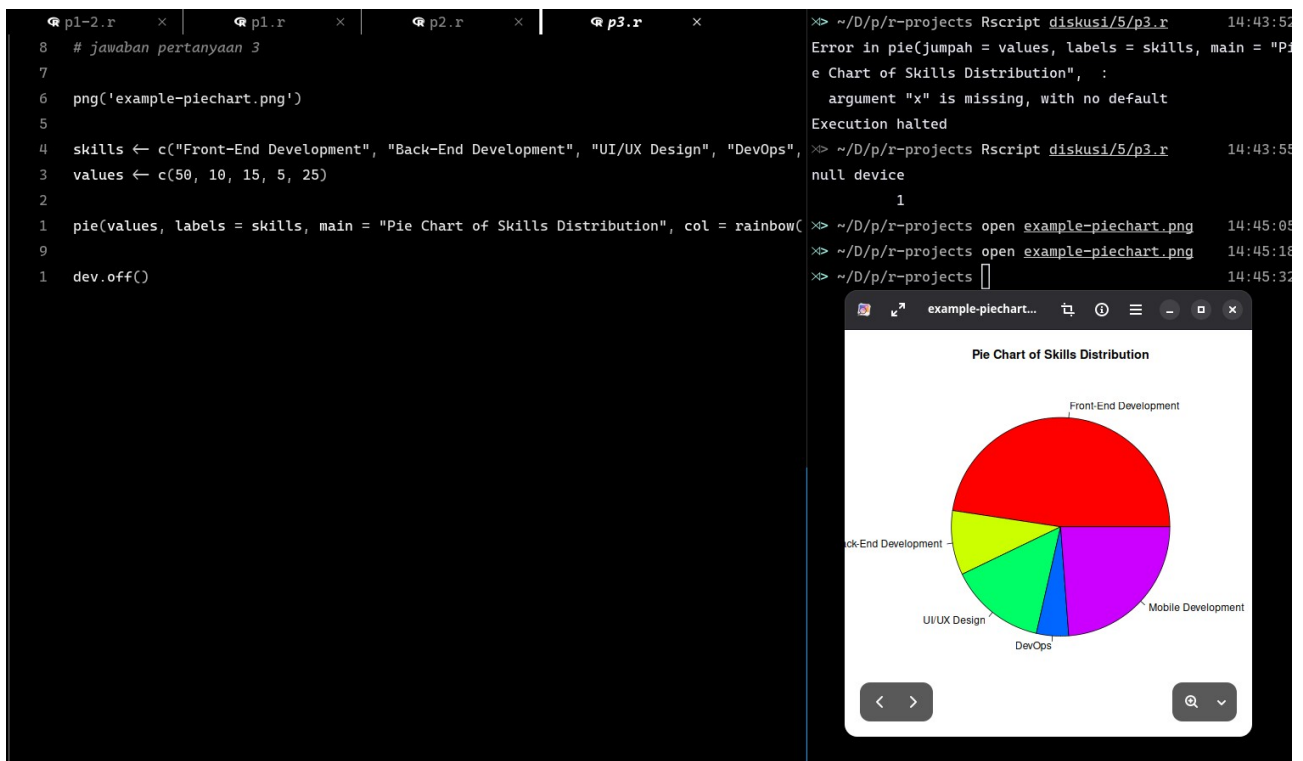 p1-2.r × p1.r × p2.r × p3.r ×
8 # jawaban pertanyaan 3
7
6 png('example-piechart.png')
5
4 skills ← c("Front-End Development", "Back-End Development", "UI/UX Design", "DevOps",
3 values ← c(50, 10, 15, 5, 25)
2
1 pie(values, labels = skills, main = "Pie Chart of Skills Distribution", col = rainbow(
9
1 dev.off()
~/D/p/r-projects Rscript diskusi/5/p3.r 14:43:52
Error in pie(jumpah = values, labels = skills, main = "Pi
e Chart of Skills Distribution", :
argument "x" is missing, with no default
Execution halted
~/D/p/r-projects Rscript diskusi/5/p3.r 14:43:55
null device
1
~/D/p/r-projects open example-piechart.png 14:45:05
~/D/p/r-projects open example-piechart.png 14:45:18
~/D/p/r-projects 14:45:32
example-piechart...
Pie Chart of Skills Distribution
Front-End Development
ck-End Development
Mobile Development
UI/UX Design
DevOps